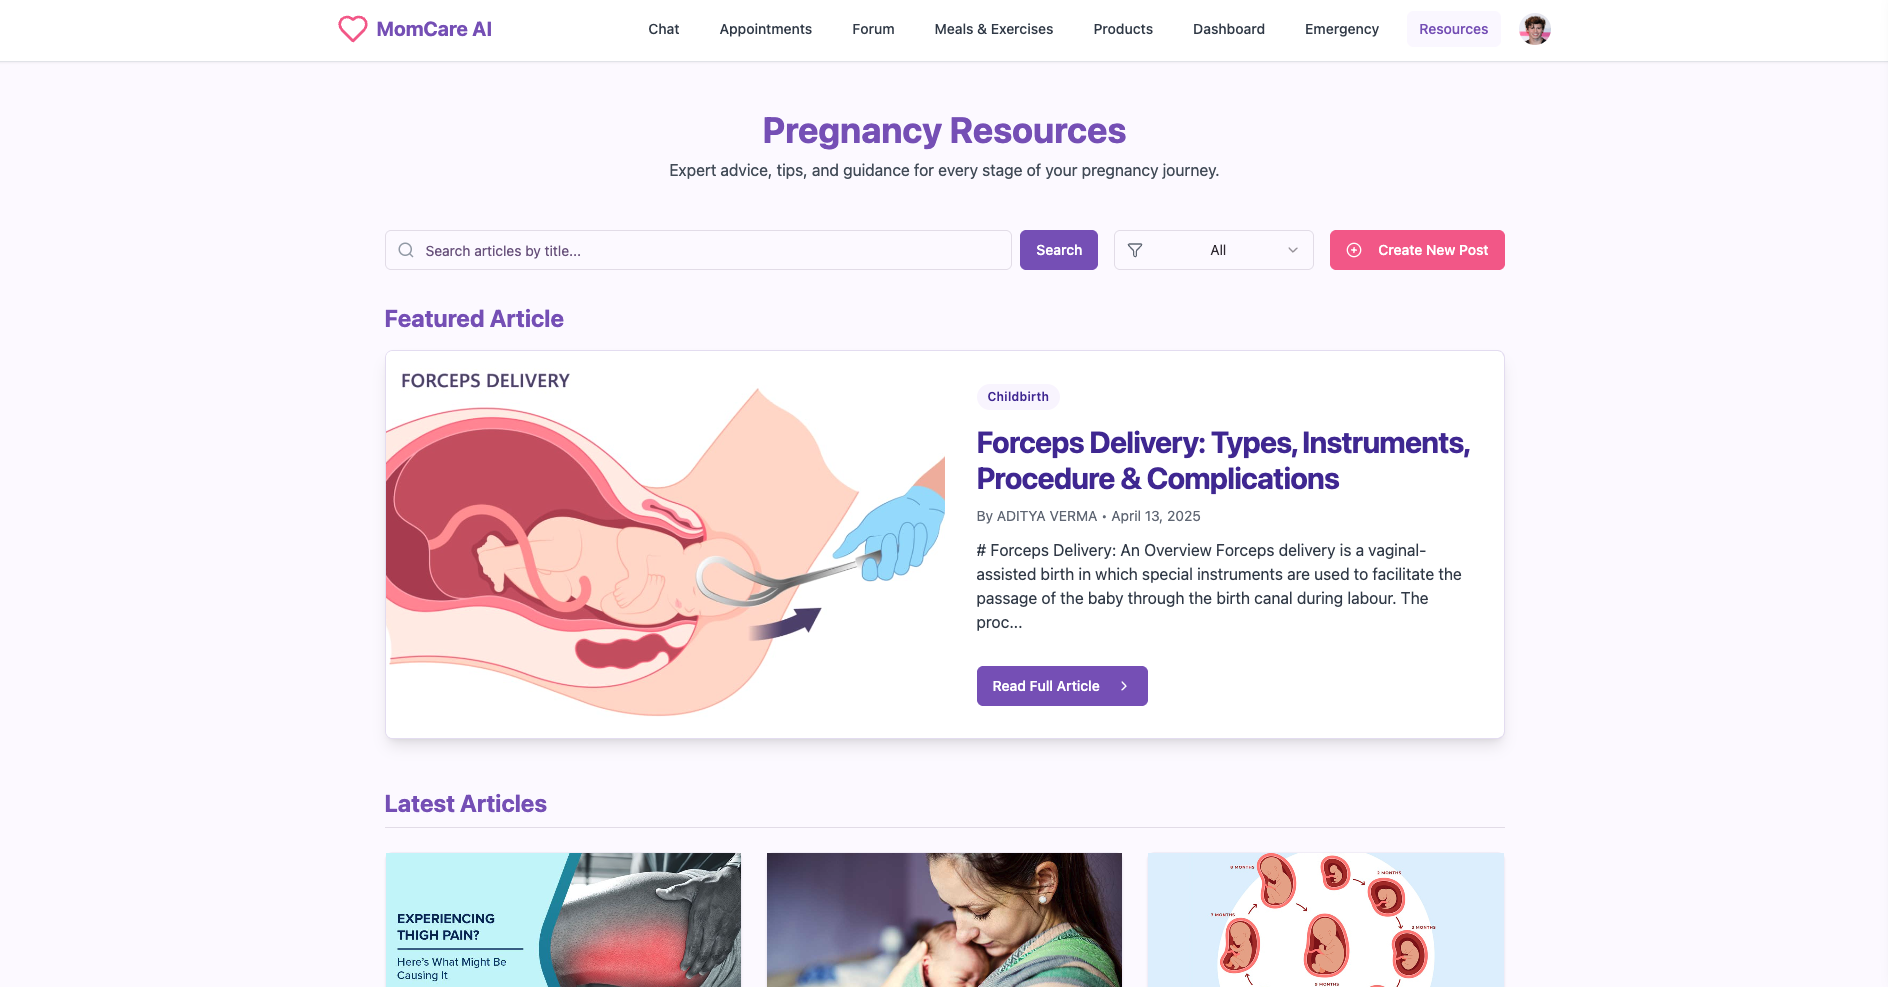 MomCare AI
Chat
Appointments
Forum
Meals & Exercises
Products
Dashboard
Emergency
Resources
Pregnancy Resources
Expert advice, tips, and guidance for every stage of your pregnancy journey.
Search articles by title...
Search
All
Create New Post
Featured Article
FORCEPS DELIVERY
Childbirth
Forceps Delivery: Types, Instruments,
Procedure & Complications
By ADITYA VERMA • April 13, 2025
# Forceps Delivery: An Overview Forceps delivery is a vaginal-
assisted birth in which special instruments are used to facilitate the
passage of the baby through the birth canal during labour. The
proc...
Read Full Article
Latest Articles
EXPERIENCING
THIGH PAIN?
Here's What Might Be
Causing It
2 MONTHS
7 MONTHS